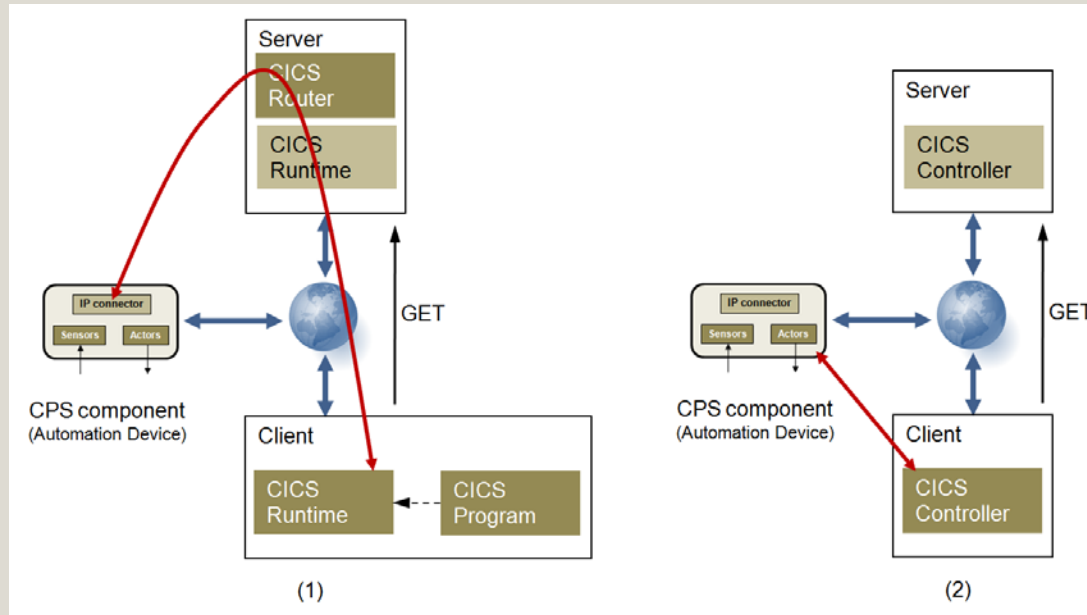 Server
CICS
Router
CICS
Runtime
IP connector
Sensors
Actors
GET
CPS component
(Automation Device)
Client
CICS
Runtime
CICS
Program
(1)
Server
CICS
Controller
IP connector
Sensors
Actors
GET
CPS component
(Automation Device)
Client
CICS
Controller
(2)